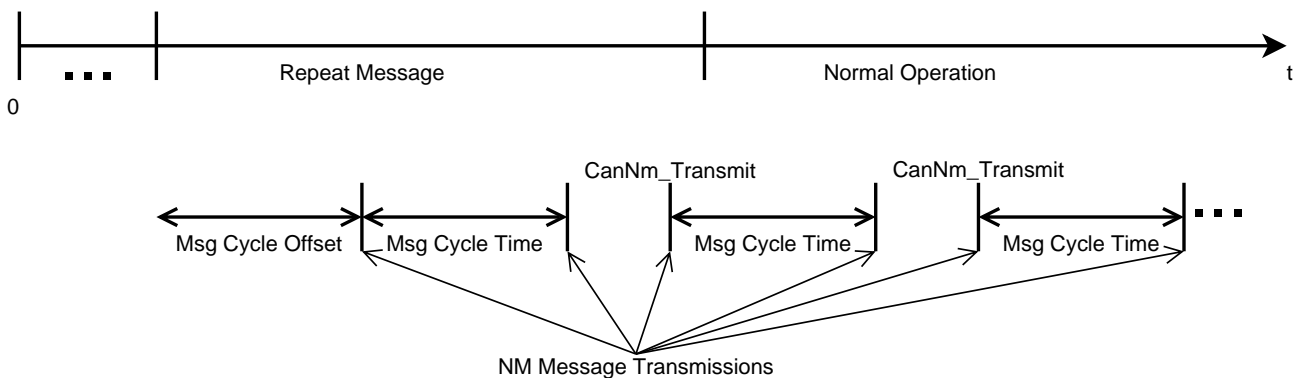 Repeat Message
Normal Operation
t
0
CanNm_Transmit
CanNm_Transmit
Msg Cycle Offset
Msg Cycle Time
Msg Cycle Time
Msg Cycle Time
NM Message Transmissions